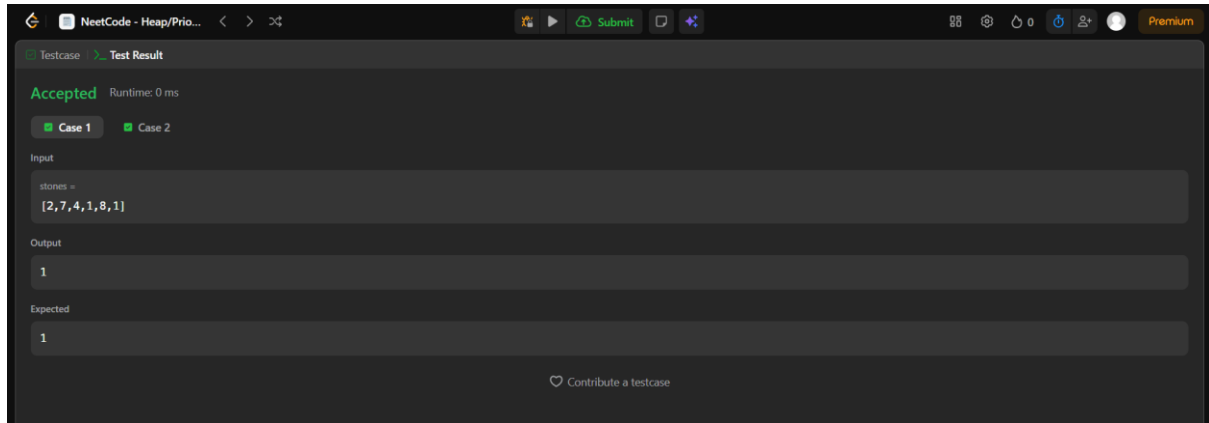 NeetCode - Heap/Prio... Submit 0 Premium
Testcase Test Result
Accepted Runtime: 0 ms
Case 1 Case 2
Input
stones =
[2,7,4,1,8,1]
Output
1
Expected
1
Contribute a testcase